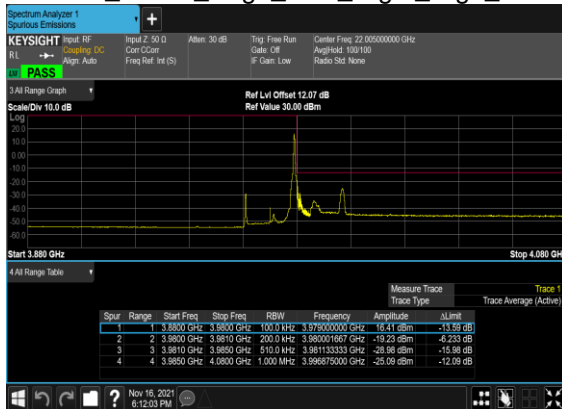 Spectrum Analyzer 1
Spurious Emissions
KEYSIGHT Input: RF Input Z: 50 Ω Atten: 30 dB Trig: Free Run Center Freq: 22.005000000 GHz
RL Coupling: DC Corr CCorr Gate: Off Avg|Hold: 100/100
Align: Auto Freq Ref: Int (S) IF Gain: Low Radio Std: None
PASS
3 All Range Graph Ref Lvl Offset 12.07 dB
Scale/Div 10.0 dB Ref Value 30.00 dBm
Log
20.0
10.0
0.00
-10.0
-20.0
-30.0
-40.0
-50.0
-60.0
Start 3.880 GHz Stop 4.080 GH
4 All Range Table
Measure Trace Trace 1
Trace Type Trace Average (Active)
Spur Range Start Freq Stop Freq RBW Frequency Amplitude ΔLimit
1 1 3.8800 GHz 3.9800 GHz 100.0 kHz 3.979000000 GHz 16.41 dBm -13.59 dB
2 2 3.9800 GHz 3.9810 GHz 200.0 kHz 3.980001667 GHz -19.23 dBm -6.233 dB
3 3 3.9810 GHz 3.9850 GHz 510.0 kHz 3.981133333 GHz -28.98 dBm -15.98 dB
4 4 3.9850 GHz 4.0800 GHz 1.000 MHz 3.996875000 GHz -25.09 dBm -12.09 dB
Nov 16, 2021
6:12:03 PM